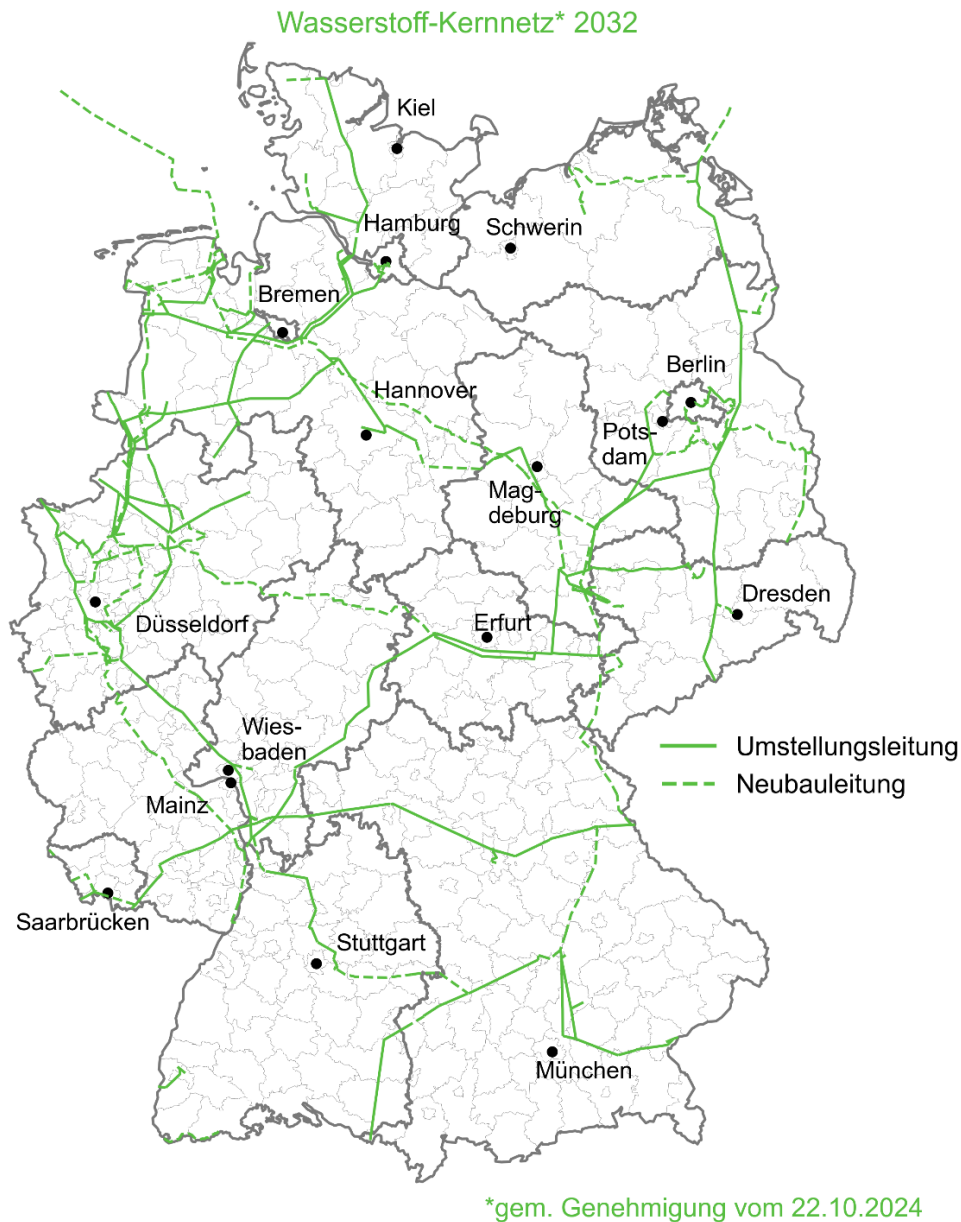 Wasserstoff-Kernnetz* 2032
Kiel
Hamburg
Schwerin
Bremen
Berlin
Hannover
Pots-
dam
Mag-
deburg
Düsseldorf
Erfurt
Dresden
Wies-
baden
Umstellungsleitung
Neubauleitung
Mainz
Saarbrücken
Stuttgart
München
*gem. Genehmigung vom 22.10.2024